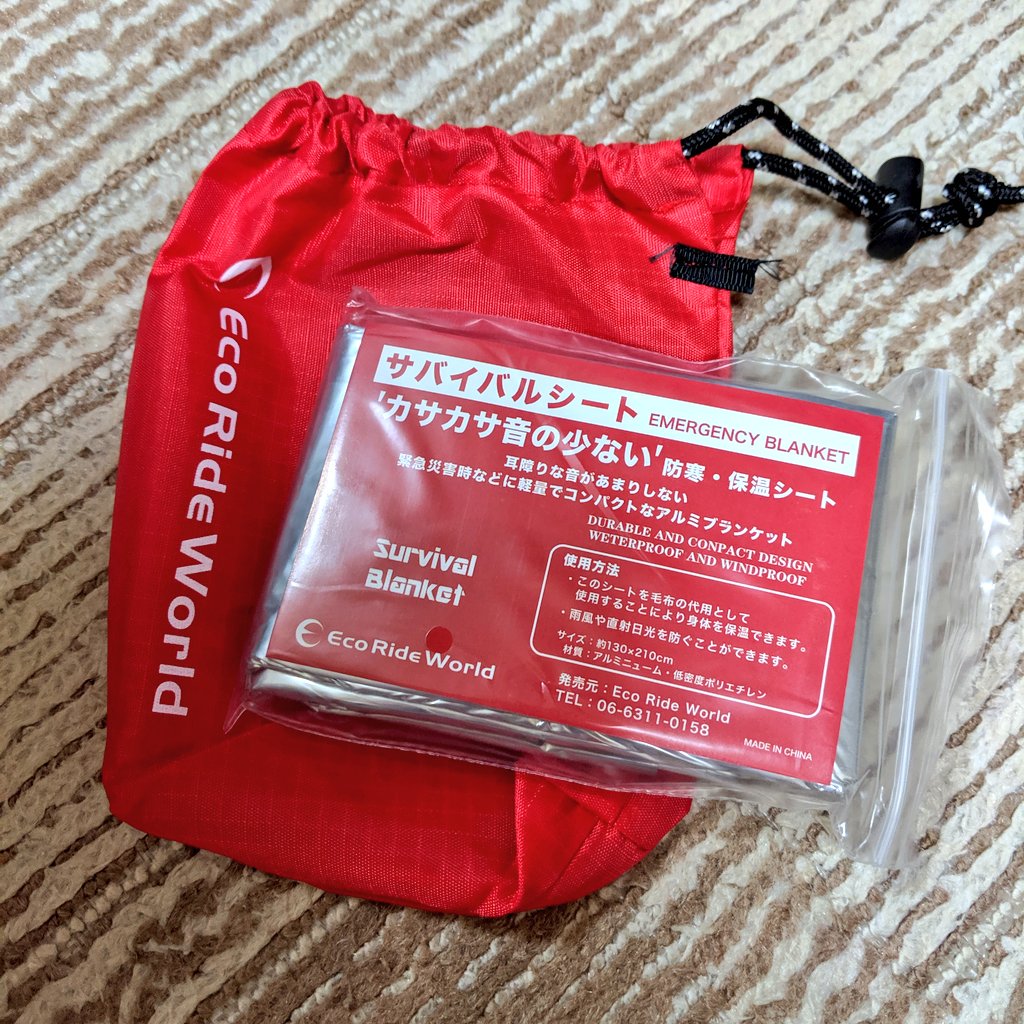 Eco Ride World
サバイバルシート EMERGENCY BLANKET
'カサカサ音の少ない'防寒・保温シート
耳障りな音があまりしない
緊急災害時などに軽量でコンパクトなアルミブランケット
DURABLE AND CONPACT DESIGN
WETERPROOF AND WINDPROOF
Survival
Blanket
使用方法
・このシートを毛布の代用として
使用することにより身体を保温できます。
・雨風や直射日光を防ぐことができます。
サイズ：約130×210cm
材質：アルミニューム・低密度ポリエチレン
Eco Ride World
発売元：Eco Ride World
TEL：06-6311-0158
MADE IN CHINA